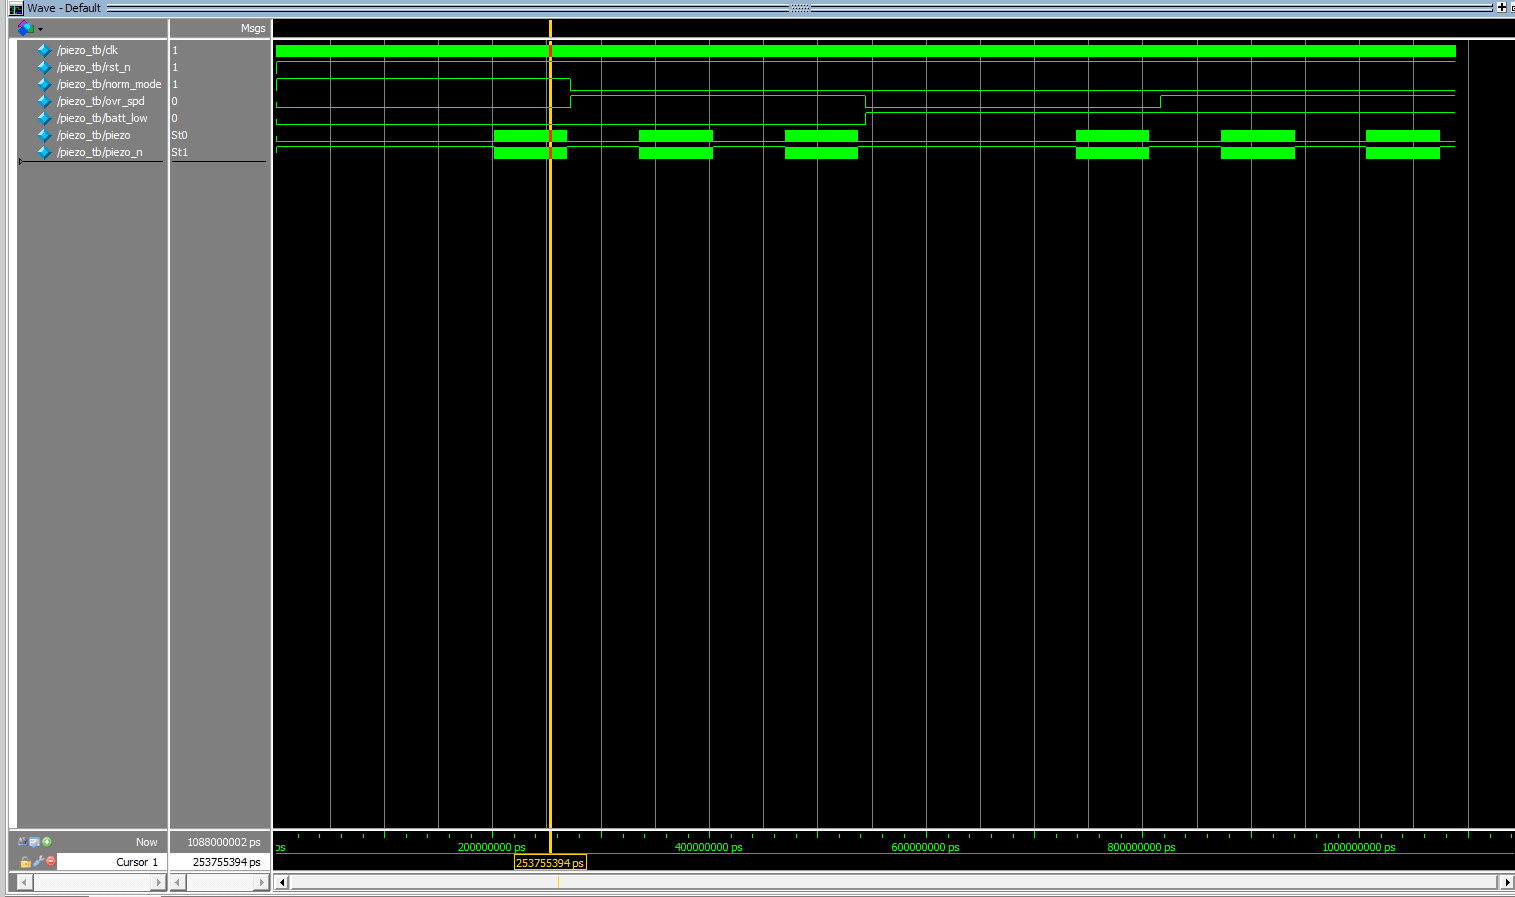 Wave - Default
Msgs
/piezo_tb/clk 1
/piezo_tb/rst_n 1
/piezo_tb/norm_mode 1
/piezo_tb/ovr_spd 0
/piezo_tb/batt_low 0
/piezo_tb/piezo St0
/piezo_tb/piezo_n St1
Now 1088000002 ps
ps 200000000 ps 400000000 ps 600000000 ps 800000000 ps 1000000000 ps
Cursor 1 253755394 ps
253755394 ps